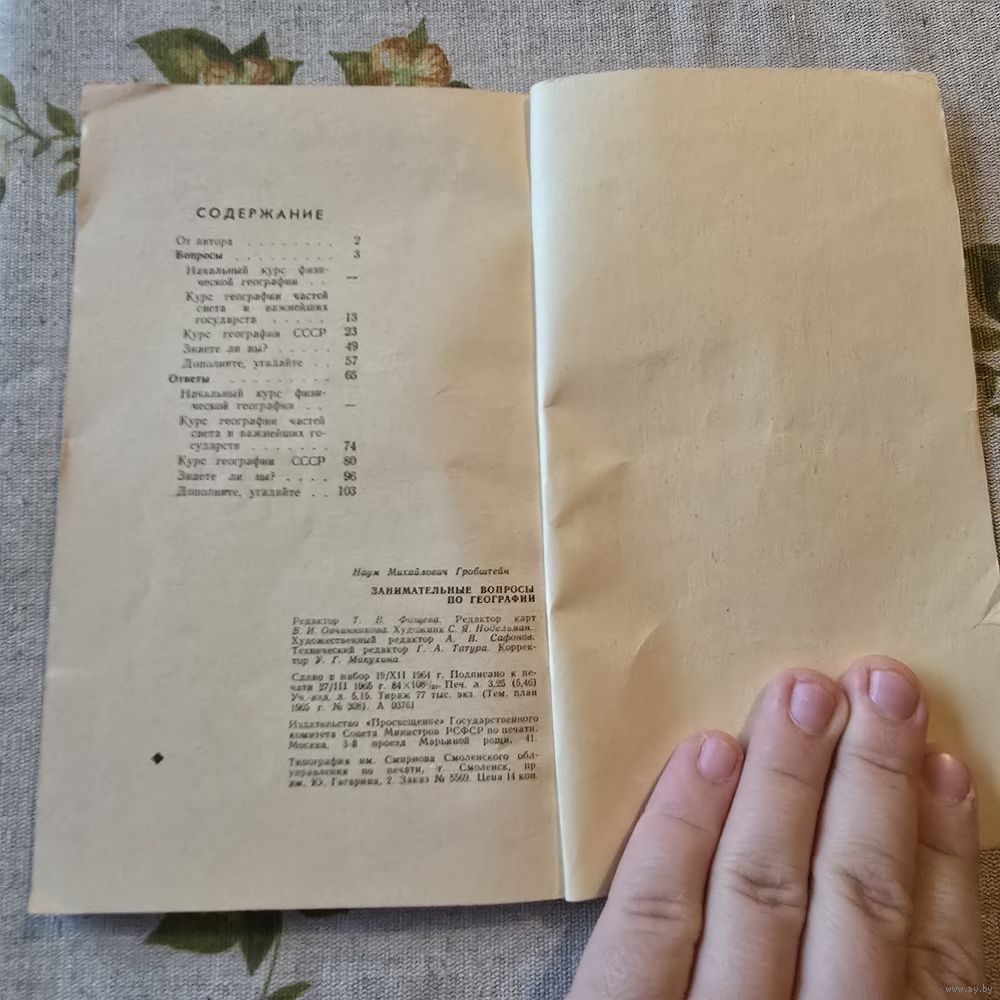 СОДЕРЖАНИЕ
От автора . . . . . . . . 2
Вопросы . . . . . . . . . 3
Начальный курс физи-
ческой географии . . —
Курс географии частей
света и важнейших
государств . . . . . 13
Курс географии СССР 23
Знаете ли вы? . . . . . 49
Дополните, угадайте . . 57
Ответы . . . . . . . . . 65
Начальный курс физи-
ческой географии . . —
Курс географии частей
света и важнейших го-
сударств . . . . . . . 74
Курс географии СССР 80
Знаете ли вы? . . . . 96
Дополните, угадайте . . 103
Наум Михайлович Гробштейн
ЗАНИМАТЕЛЬНЫЕ ВОПРОСЫ
ПО ГЕОГРАФИИ
Редактор Т. В. Фащева. Редактор карт
В. И. Овчинникова. Художник С. Я. Нодельман.
Художественный редактор А. В. Сафонов.
Технический редактор Г. А. Татура. Коррек-
тор У. Г. Макухина.
Сдано в набор 19/XII 1964 г. Подписано к пе-
чати 27/III 1965 г. 84×108¹/₃₂. Печ. л. 3,25 (5,46)
Уч.-изд. л. 5,15. Тираж 77 тыс. экз. (Тем. план
1965 г. № 208). А 03761
Издательство «Просвещение» Государственного
комитета Совета Министров РСФСР по печати.
Москва, 3-й проезд Марьиной рощи, 41.
Типография им. Смирнова Смоленского обл-
управления по печати, г. Смоленск, пр.
им. Ю. Гагарина, 2. Заказ № 5569. Цена 14 коп.
www.ay.by